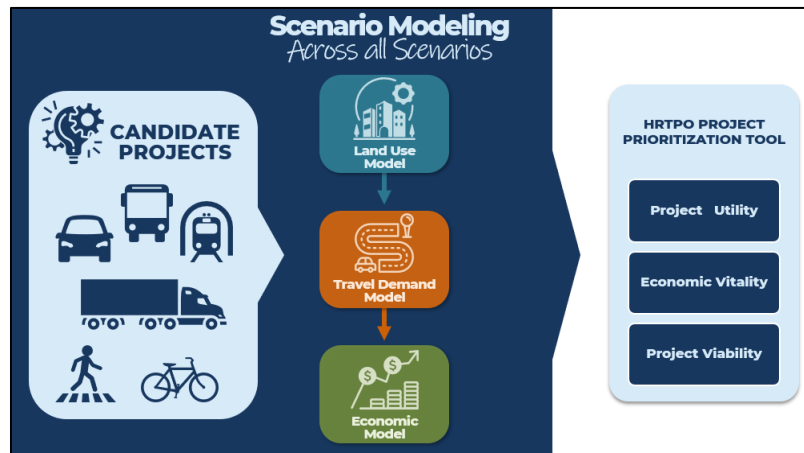 Scenario Modeling
Across all Scenarios
CANDIDATE
PROJECTS
Land Use
Model
Travel Demand
Model
$ $
Economic
Model
HRTPO PROJECT
PRIORITIZATION TOOL
Project Utility
Economic Vitality
Project Viability